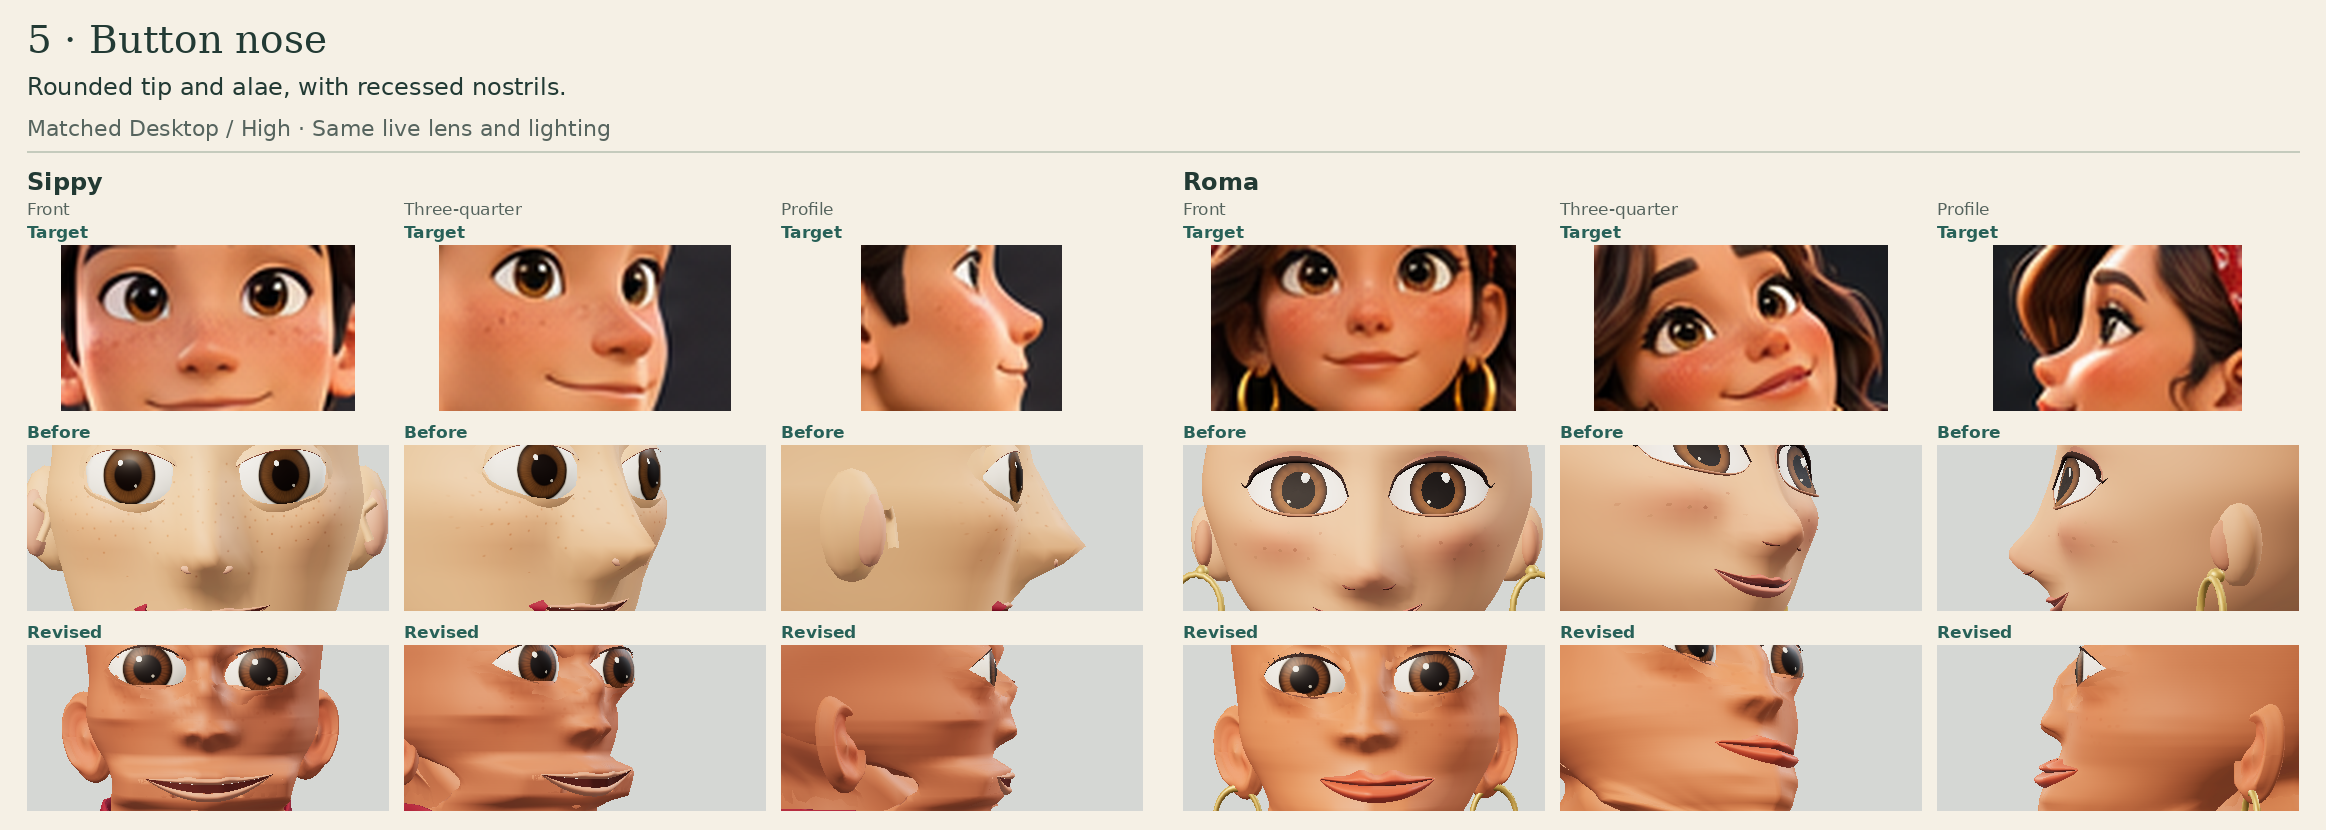 5 · Button nose
Rounded tip and alae, with recessed nostrils.
Matched Desktop / High · Same live lens and lighting
Sippy
Front
Target
Three-quarter
Target
Profile
Target
Before
Before
Before
Revised
Revised
Revised
Roma
Front
Target
Three-quarter
Target
Profile
Target
Before
Before
Before
Revised
Revised
Revised